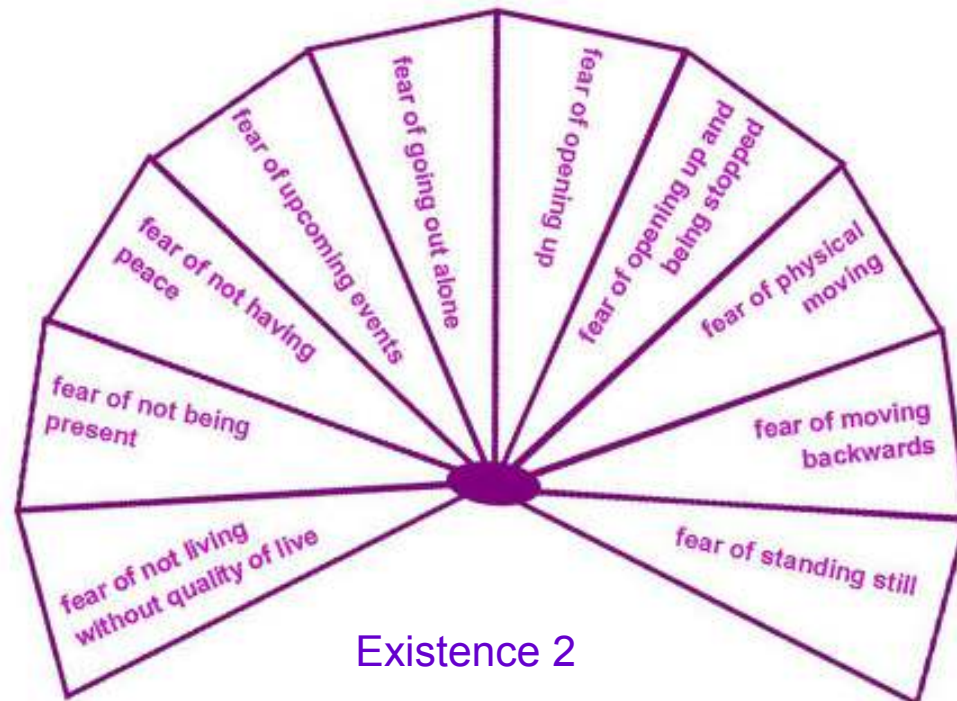 fear of not living
without quality of live
fear of not being
present
fear of not having
peace
fear of upcoming events
fear of going out alone
fear of opening
up
fear of opening up and
being stopped
fear of physical
moving
fear of moving
backwards
fear of standing still
Existence 2